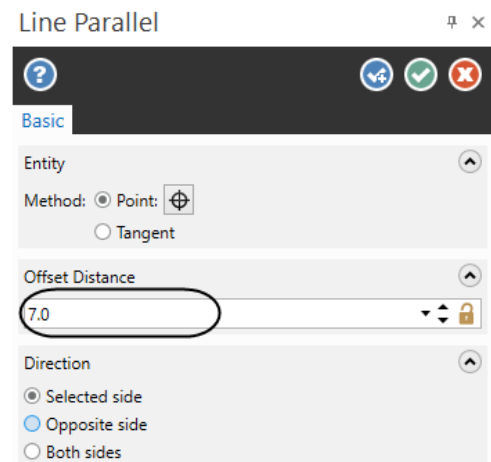 Line Parallel
Basic
Entity
Method: Point:
Tangent
Offset Distance
7.0
Direction
Selected side
Opposite side
Both sides